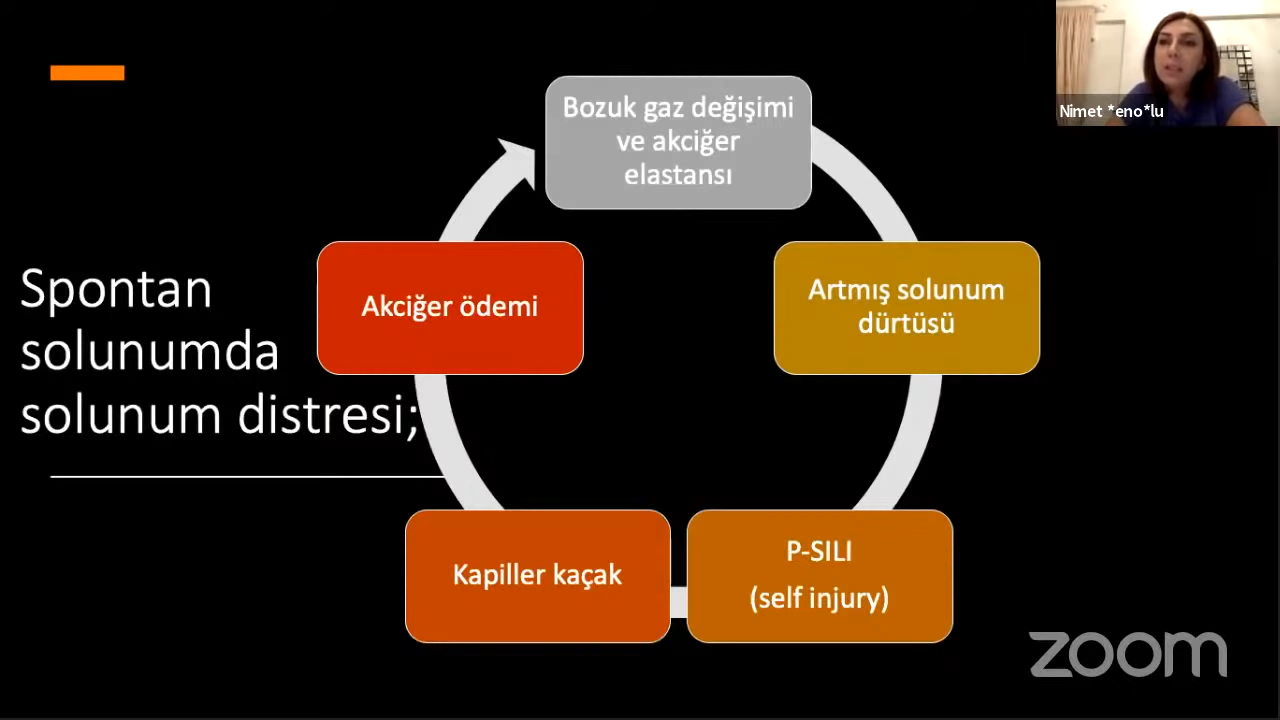 Bozuk gaz değişimi
ve akciğer
elastansı
Nimet *eno*lu
Artmış solunum
dürtüsü
Akciğer ödemi
Spontan
solunumda
solunum distresi;
P-SILI
(self injury)
Kapiller kaçak
zoom